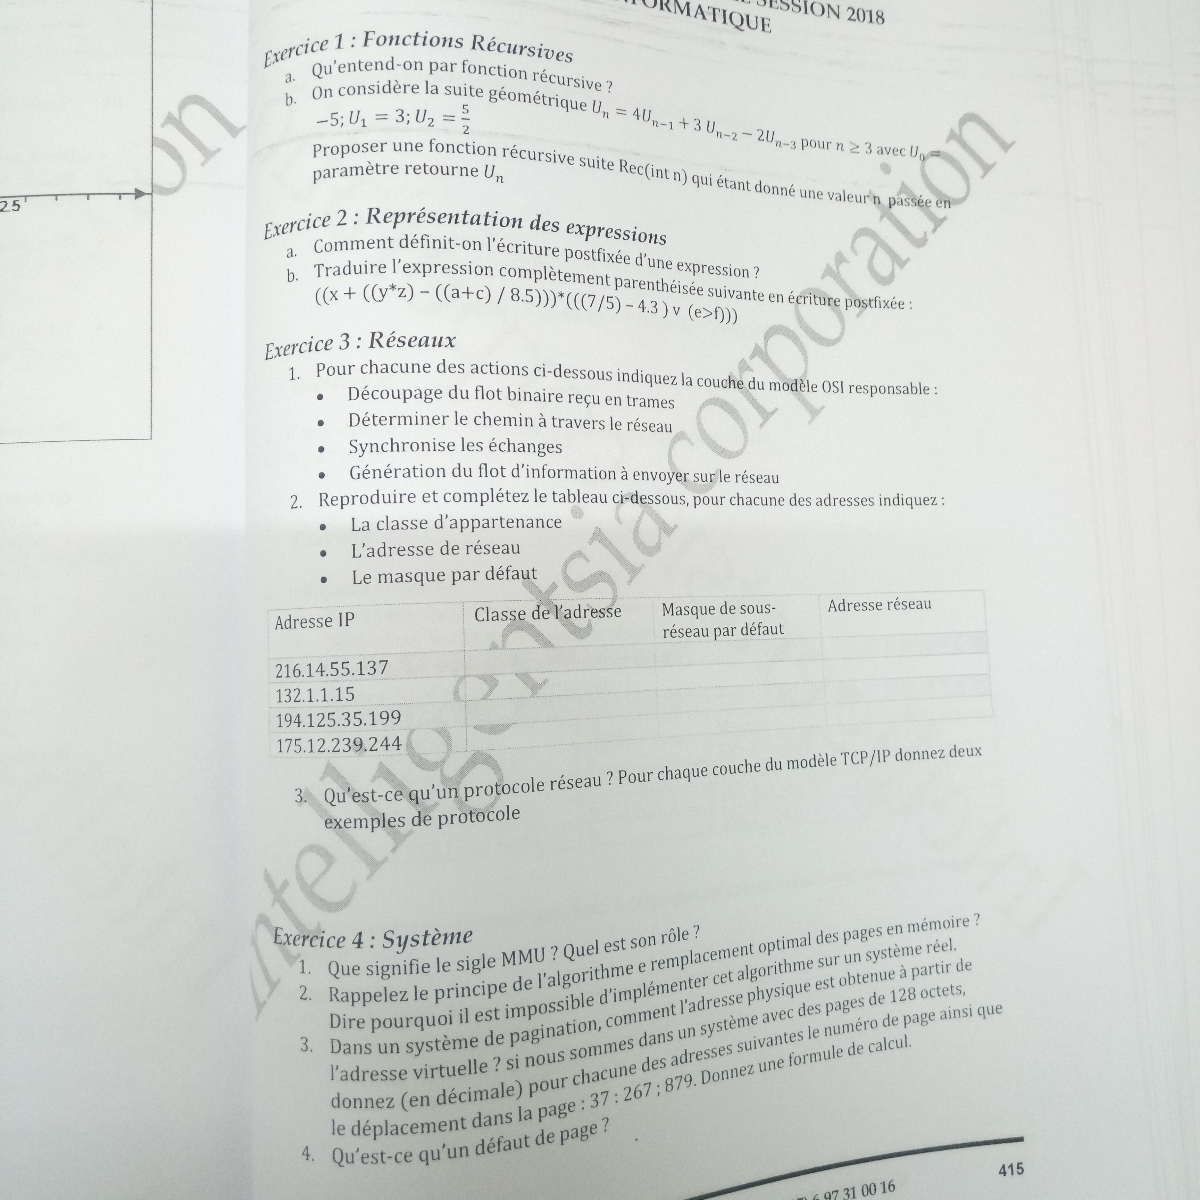 SESSION 2018
INFORMATIQUE
Exercice 1 : Fonctions Récursives
a. Qu'entend-on par fonction récursive ?
b. On considère la suite géométrique Uₙ = 4Uₙ₋₁ + 3 Uₙ₋₂ − 2Uₙ₋₃ pour n ≥ 3 avec U₀ =
−5; U₁ = 3; U₂ = 5/2
Proposer une fonction récursive suite Rec(int n) qui étant donné une valeur n passée en
paramètre retourne Uₙ
Exercice 2 : Représentation des expressions
a. Comment définit-on l'écriture postfixée d'une expression ?
b. Traduire l'expression complètement parenthéisée suivante en écriture postfixée :
((x + ((y*z) − ((a+c) / 8.5)))*(((7/5) − 4.3 ) v (e>f)))
Exercice 3 : Réseaux
1. Pour chacune des actions ci-dessous indiquez la couche du modèle OSI responsable :
• Découpage du flot binaire reçu en trames
• Déterminer le chemin à travers le réseau
• Synchronise les échanges
• Génération du flot d'information à envoyer sur le réseau
2. Reproduire et complétez le tableau ci-dessous, pour chacune des adresses indiquez :
• La classe d'appartenance
• L'adresse de réseau
• Le masque par défaut
Adresse IP Classe de l'adresse Masque de sous-réseau par défaut Adresse réseau
216.14.55.137
132.1.1.15
194.125.35.199
175.12.239.244
3. Qu'est-ce qu'un protocole réseau ? Pour chaque couche du modèle TCP/IP donnez deux
exemples de protocole
Exercice 4 : Système
1. Que signifie le sigle MMU ? Quel est son rôle ?
2. Rappelez le principe de l'algorithme e remplacement optimal des pages en mémoire ?
Dire pourquoi il est impossible d'implémenter cet algorithme sur un système réel.
3. Dans un système de pagination, comment l'adresse physique est obtenue à partir de
l'adresse virtuelle ? si nous sommes dans un système avec des pages de 128 octets,
donnez (en décimale) pour chacune des adresses suivantes le numéro de page ainsi que
le déplacement dans la page : 37 : 267 ; 879. Donnez une formule de calcul.
4. Qu'est-ce qu'un défaut de page ?
415
6 97 31 00 16
2.5
on
Intelligentsia corporation